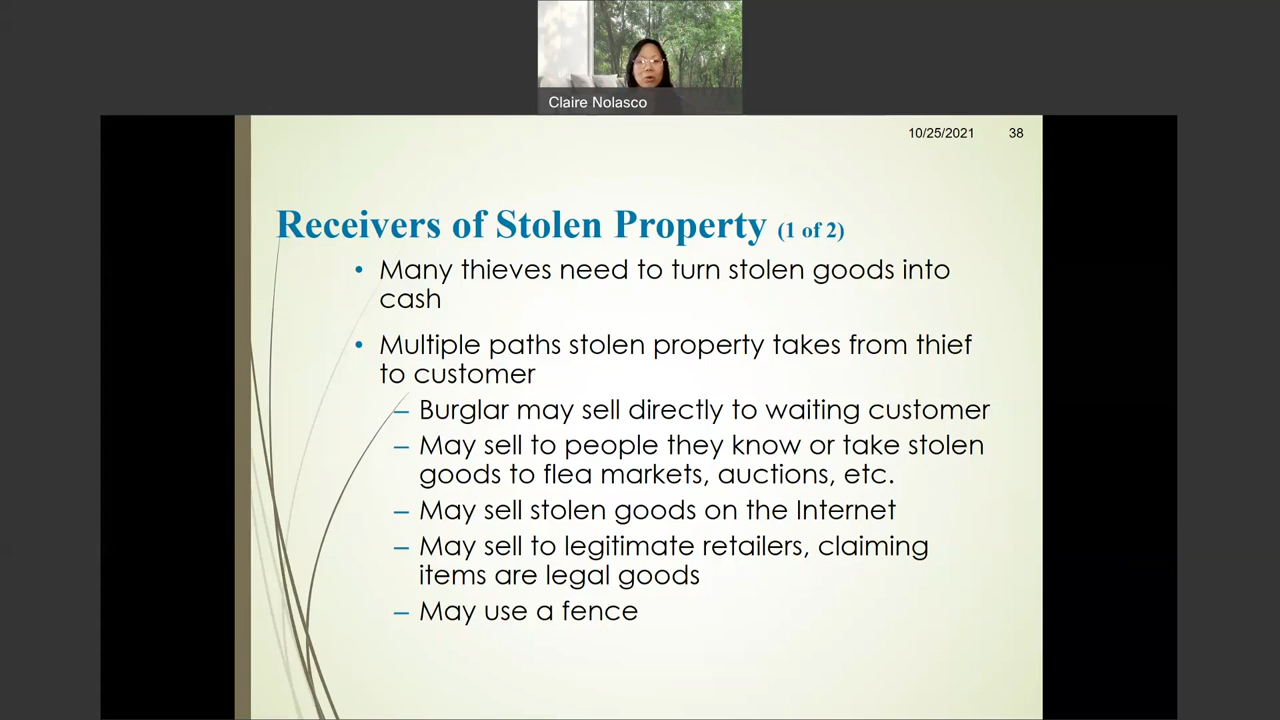 Claire Nolasco
10/25/2021 38
Receivers of Stolen Property (1 of 2)
• Many thieves need to turn stolen goods into
cash
• Multiple paths stolen property takes from thief
to customer
– Burglar may sell directly to waiting customer
– May sell to people they know or take stolen
goods to flea markets, auctions, etc.
– May sell stolen goods on the Internet
– May sell to legitimate retailers, claiming
items are legal goods
– May use a fence